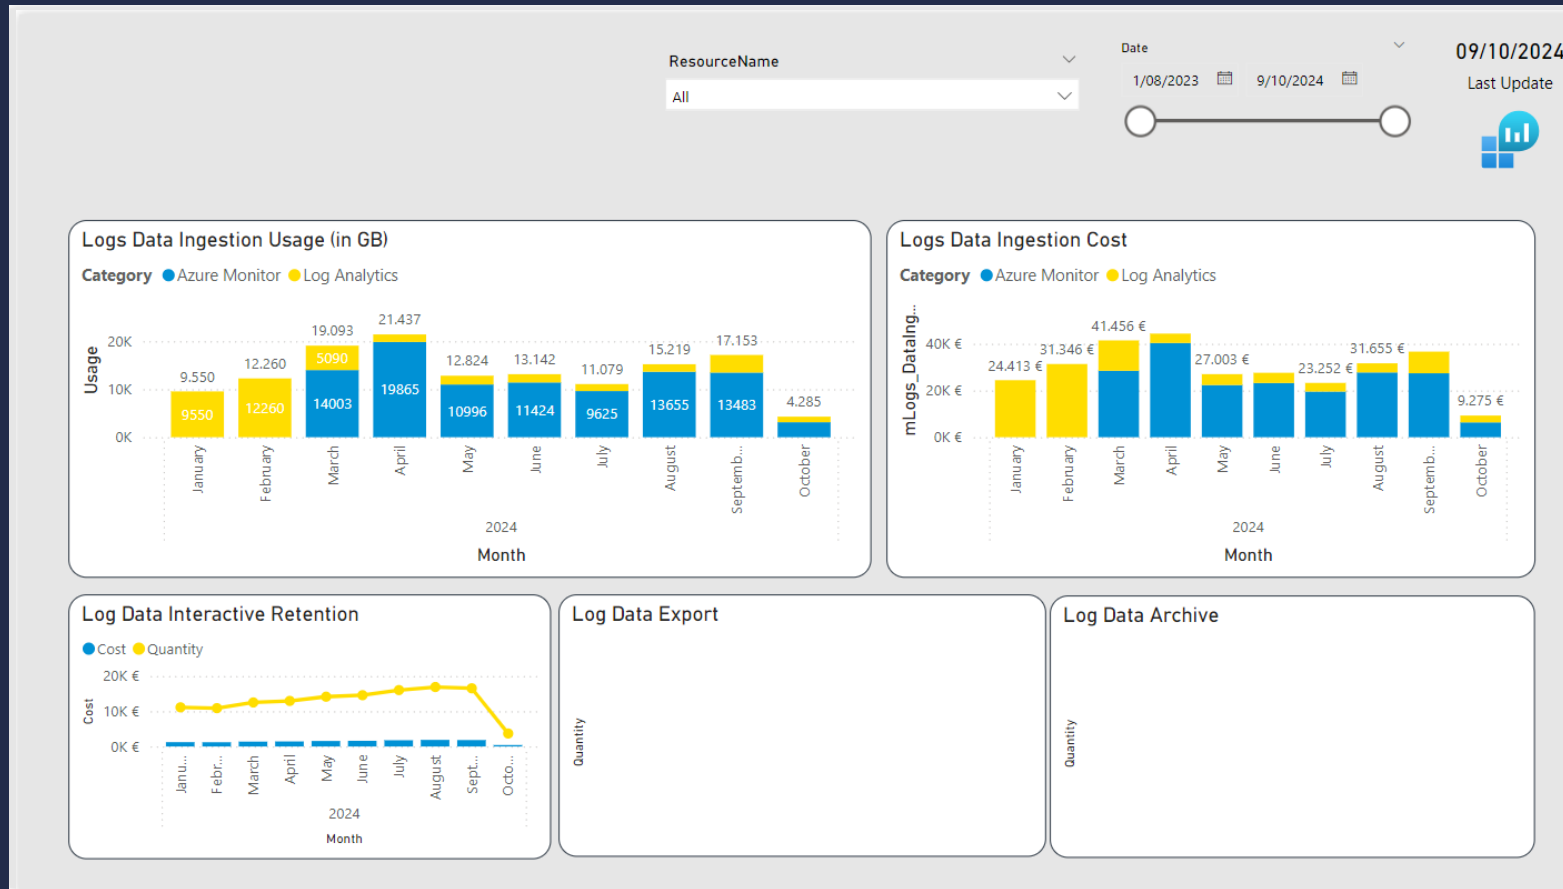 ResourceName
All
Date
1/08/2023 9/10/2024
09/10/2024
Last Update
Logs Data Ingestion Usage (in GB)
Category Azure Monitor Log Analytics
Usage
20K
10K
0K
9.550 12.260 19.093 21.437 12.824 13.142 11.079 15.219 17.153 4.285
9550 12260 5090 14003 19865 10996 11424 9625 13655 13483
January February March April May June July August Septemb... October
2024
Month
Logs Data Ingestion Cost
Category Azure Monitor Log Analytics
mLogs_DataIng...
40K €
20K €
0K €
24.413 € 31.346 € 41.456 € 27.003 € 23.252 € 31.655 € 9.275 €
January February March April May June July August Septemb... October
2024
Month
Log Data Interactive Retention
Cost Quantity
Cost
20K €
10K €
0K €
Janu... Febr... March April May June July August Sept... Octo...
2024
Month
Log Data Export
Quantity
Log Data Archive
Quantity